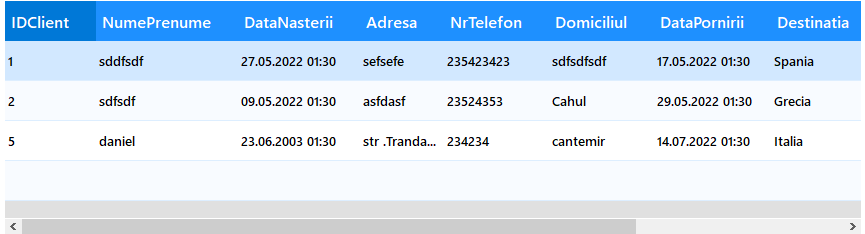 IDClient NumePrenume DataNasterii Adresa NrTelefon Domiciliul DataPornirii Destinatia
1 sddfsdf 27.05.2022 01:30 sefsefe 235423423 sdfsdfsdf 17.05.2022 01:30 Spania
2 sdfsdf 09.05.2022 01:30 asfdasf 23524353 Cahul 29.05.2022 01:30 Grecia
5 daniel 23.06.2003 01:30 str .Tranda... 234234 cantemir 14.07.2022 01:30 Italia